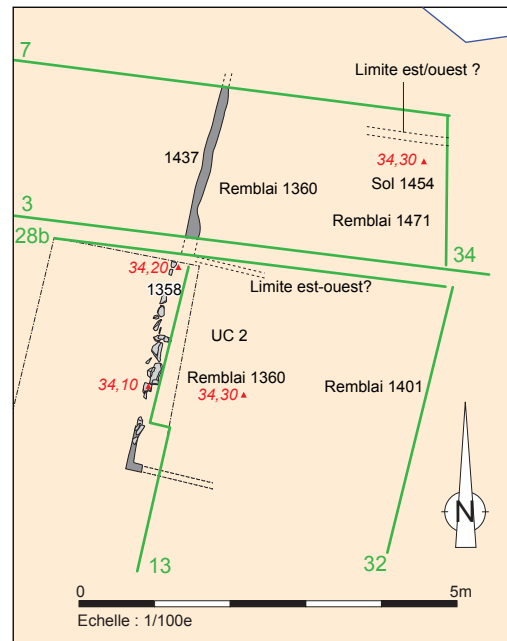 7
Limite est/ouest ?
1437
34,30
Remblai 1360
Sol 1454
Remblai 1471
3
28b
34
34,20
1358
Limite est-ouest?
UC 2
34,10
Remblai 1360
34,30
Remblai 1401
N
13
32
0
5m
Echelle : 1/100e